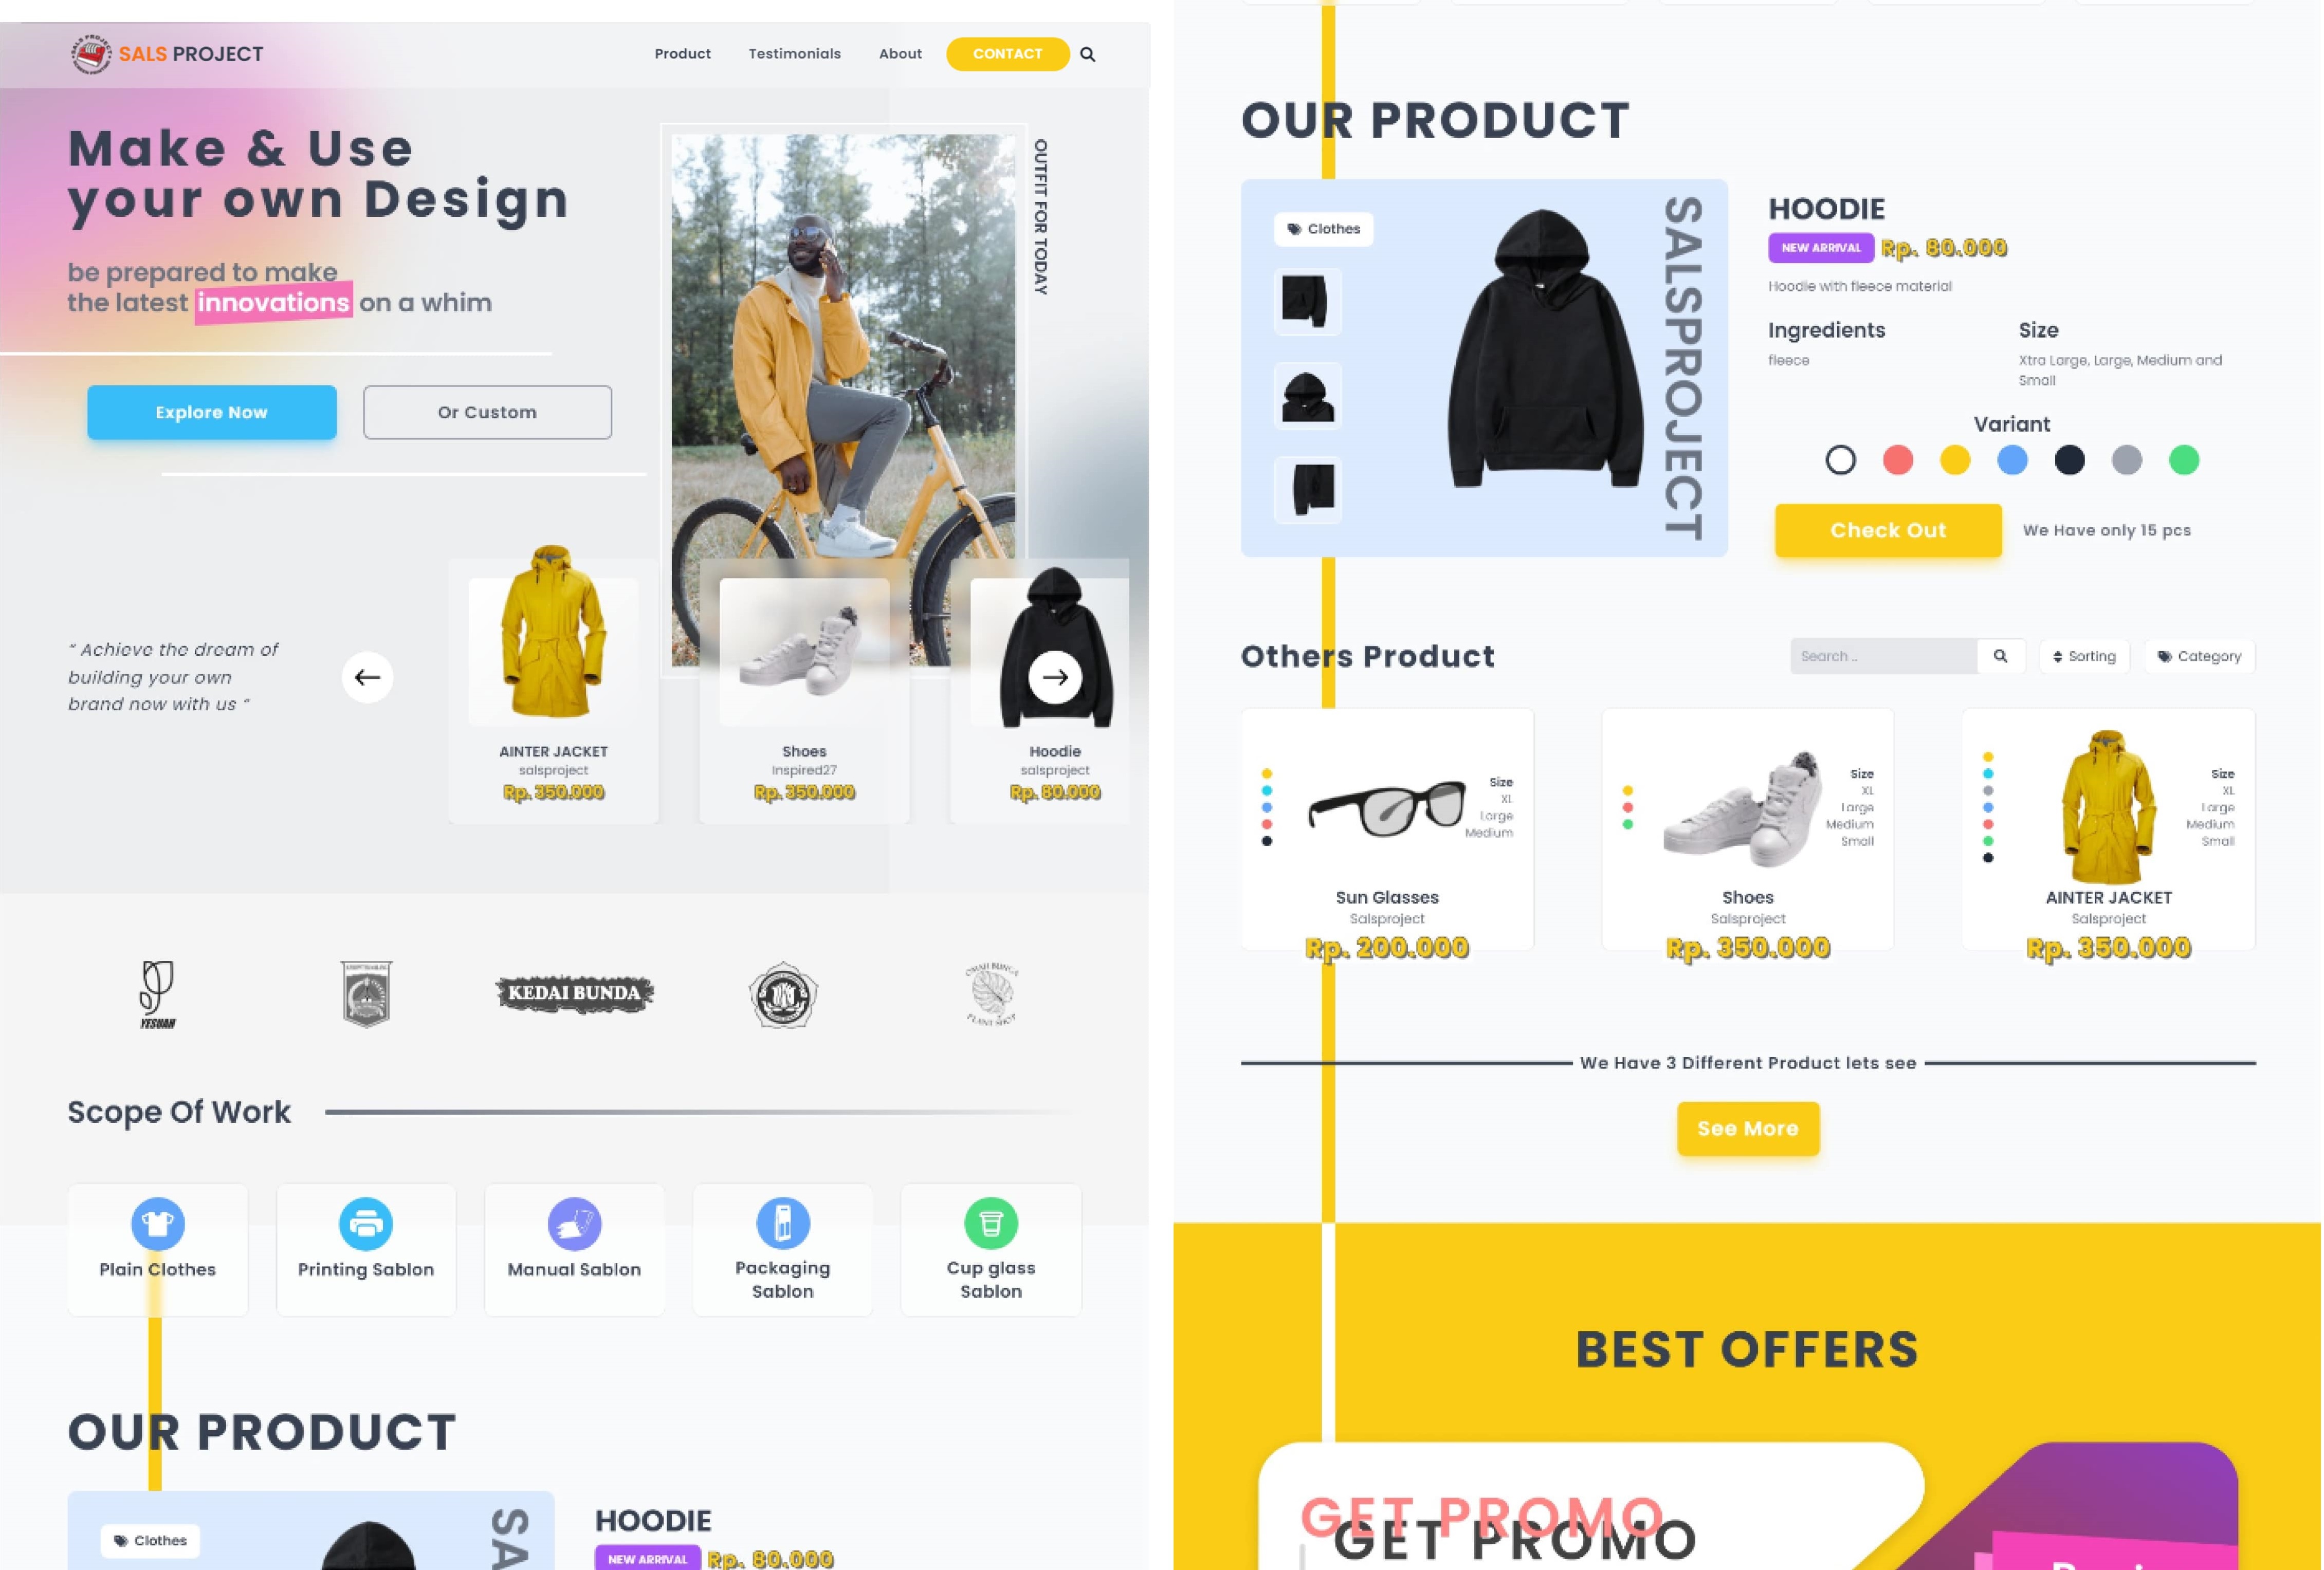 SALS PROJECT
Product
Testimonials
About
CONTACT
Make & Use
your own Design
be prepared to make
the latest innovations on a whim
Explore Now
Or Custom
OUTFIT FOR TODAY
“ Achieve the dream of
building your own
brand now with us “
AINTER JACKET
salsproject
Rp. 350.000
Shoes
Inspired27
Rp. 350.000
Hoodie
salsproject
Rp. 80.000
YESUAH
KEDAI BUNDA
OMAH BUNGA
PLANT SHOP
Scope Of Work
Plain Clothes
Printing Sablon
Manual Sablon
Packaging
Sablon
Cup glass
Sablon
OUR PRODUCT
Clothes
SA
HOODIE
NEW ARRIVAL
Rp. 80.000
OUR PRODUCT
Clothes
SALSPROJECT
HOODIE
NEW ARRIVAL
Rp. 80.000
Hoodie with fleece material
Ingredients
fleece
Size
Xtra Large, Large, Medium and
Small
Variant
Check Out
We Have only 15 pcs
Others Product
Search ..
Sorting
Category
Size
XL
Large
Medium
Sun Glasses
Salsproject
Rp. 200.000
Size
XL
Large
Medium
Small
Shoes
Salsproject
Rp. 350.000
Size
XL
Large
Medium
Small
AINTER JACKET
Salsproject
Rp. 350.000
We Have 3 Different Product lets see
See More
BEST OFFERS
GET PROMO
GET PROMO